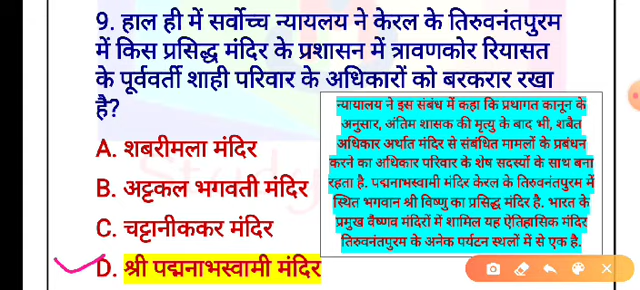 9. हाल ही में सर्वोच्च न्यायलय ने केरल के तिरुवनंतपुरम
में किस प्रसिद्ध मंदिर के प्रशासन में त्रावणकोर रियासत
के पूर्ववर्ती शाही परिवार के अधिकारों को बरकरार रखा
है?
A. शबरीमला मंदिर
B. अट्टकल भगवती मंदिर
C. चट्टानीककर मंदिर
D. श्री पद्मनाभस्वामी मंदिर
न्यायालय ने इस संबंध में कहा कि प्रथागत कानून के
अनुसार, अंतिम शासक की मृत्यु के बाद भी, शबैत
अधिकार अर्थात मंदिर से संबंधित मामलों के प्रबंधन
करने का अधिकार परिवार के शेष सदस्यों के साथ बना
रहता है. पद्मनाभस्वामी मंदिर केरल के तिरुवनंतपुरम में
स्थित भगवान श्री विष्णु का प्रसिद्ध मंदिर है. भारत के
प्रमुख वैष्णव मंदिरों में शामिल यह ऐतिहासिक मंदिर
तिरुवनंतपुरम के अनेक पर्यटन स्थलों में से एक है.